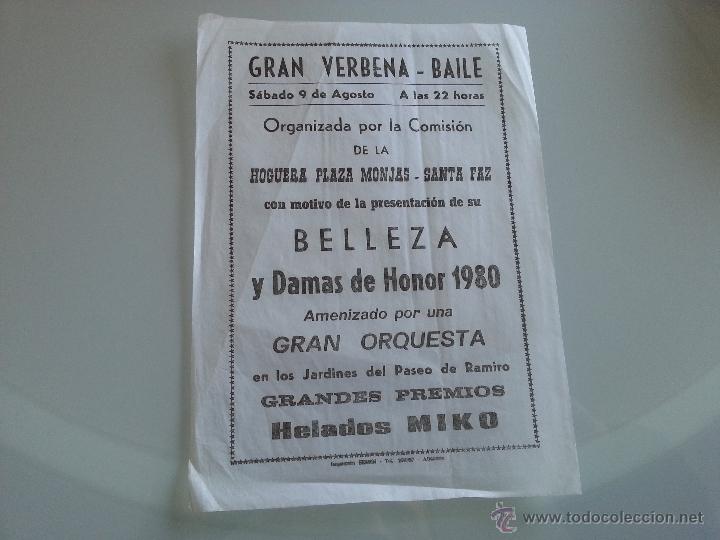 GRAN VERBENA - BAILE
Sábado 9 de Agosto A las 22 horas
Organizada por la Comisión
DE LA
HOGUERA PLAZA MONJAS - SANTA FAZ
con motivo de la presentación de su
BELLEZA
y Damas de Honor 1980
Amenizado por una
GRAN ORQUESTA
en los Jardines del Paseo de Ramiro
GRANDES PREMIOS
Helados MIKO
www.todocoleccion.net